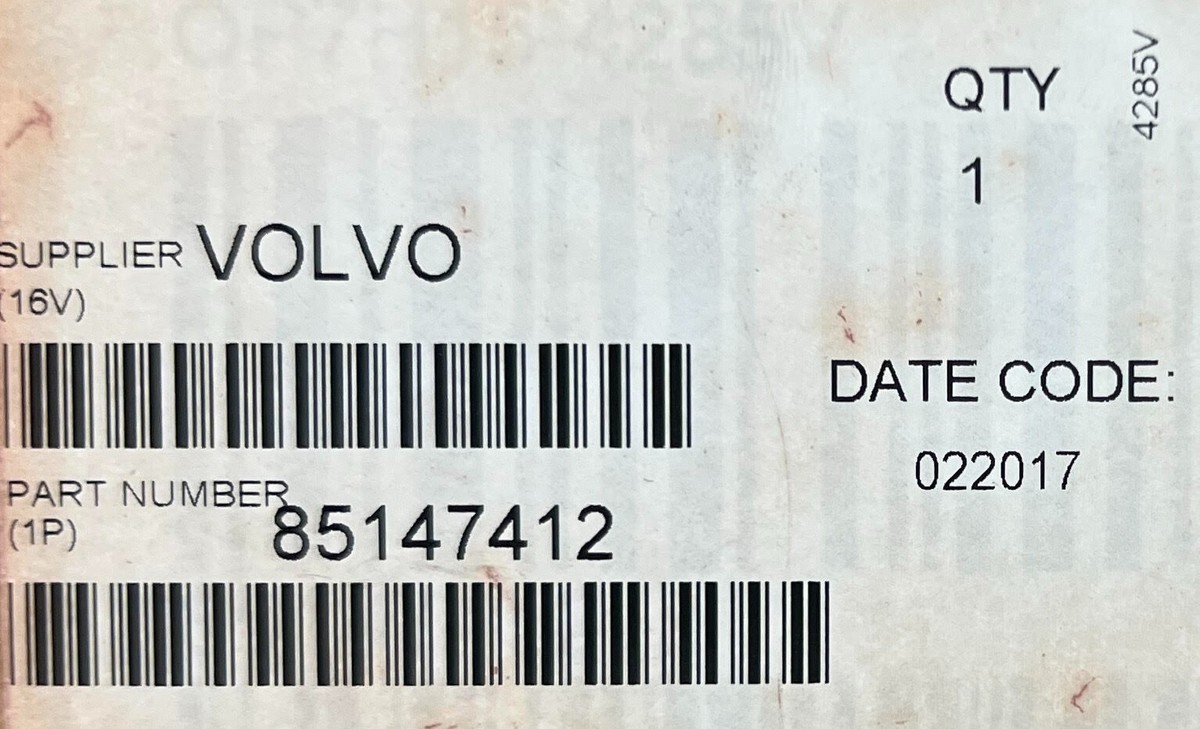 QTY
4285V
1
SUPPLIER VOLVO
(16V)
DATE CODE:
022017
PART NUMBER
(1P)
85147412